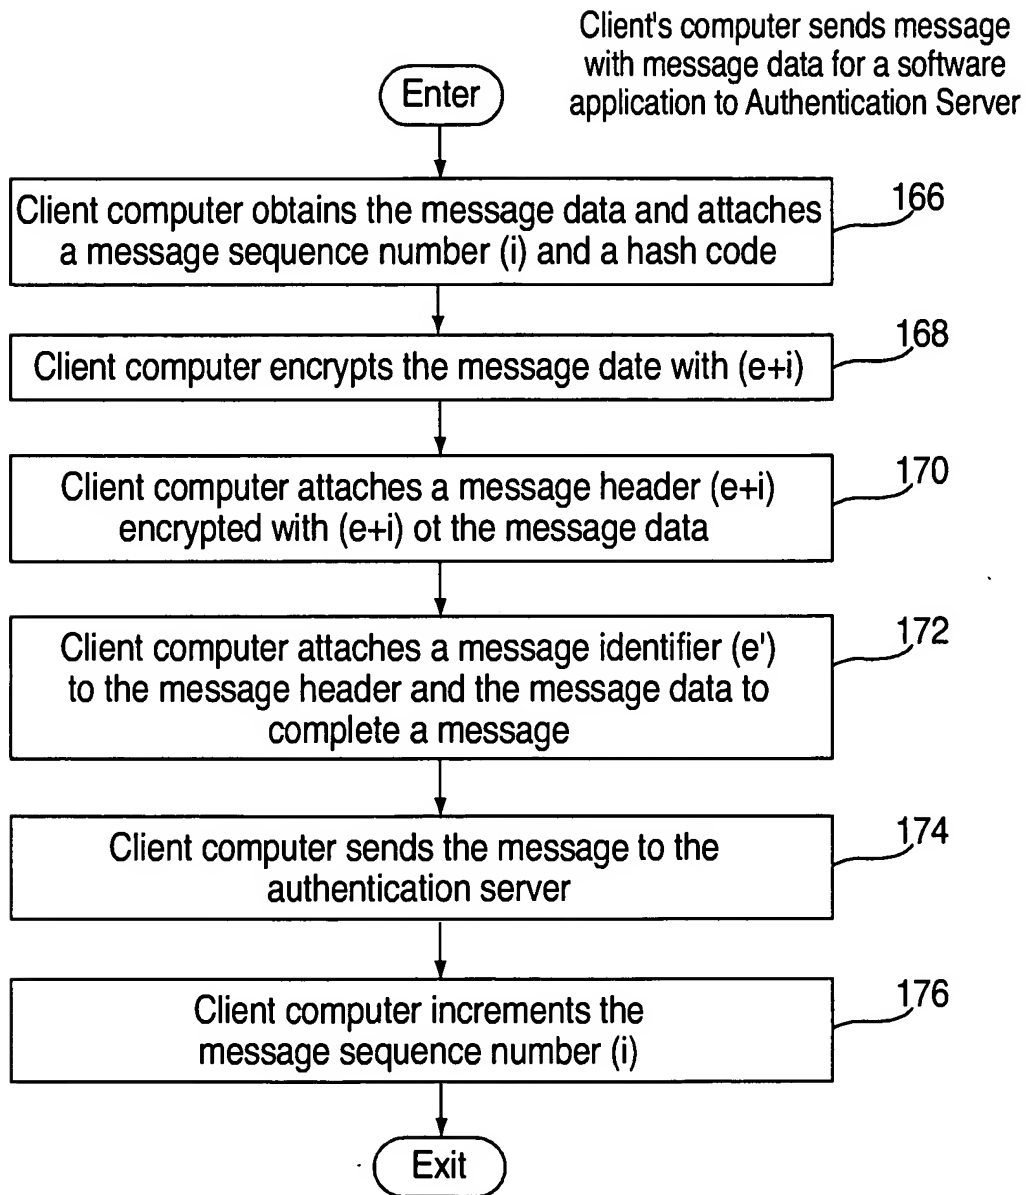 Client's computer sends message
with message data for a software
application to Authentication Server
Enter
Client computer obtains the message data and attaches
a message sequence number (i) and a hash code
166
Client computer encrypts the message date with (e+i)
168
Client computer attaches a message header (e+i)
encrypted with (e+i) ot the message data
170
Client computer attaches a message identifier (e')
to the message header and the message data to
complete a message
172
Client computer sends the message to the
authentication server
174
Client computer increments the
message sequence number (i)
176
Exit